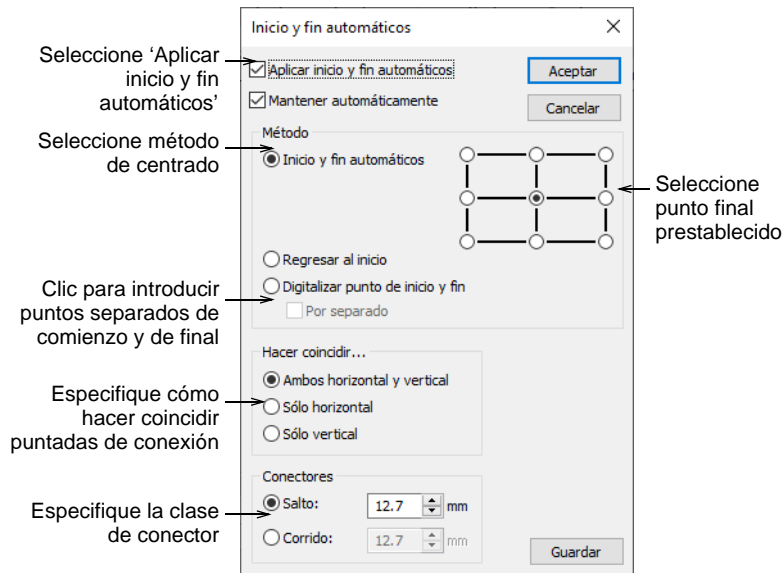 Inicio y fin automáticos
Seleccione ‘Aplicar
inicio y fin
automáticos’
Aplicar inicio y fin automáticos
Aceptar
Mantener automáticamente
Cancelar
Seleccione método
de centrado
Método
Inicio y fin automáticos
Seleccione
punto final
prestablecido
Regresar al inicio
Clic para introducir
puntos separados de
comienzo y de final
Digitalizar punto de inicio y fin
Por separado
Hacer coincidir...
Especifique cómo
hacer coincidir
puntadas de conexión
Ambos horizontal y vertical
Sólo horizontal
Sólo vertical
Conectores
Especifique la clase
de conector
Salto: 12.7 mm
Corrido: 12.7 mm
Guardar